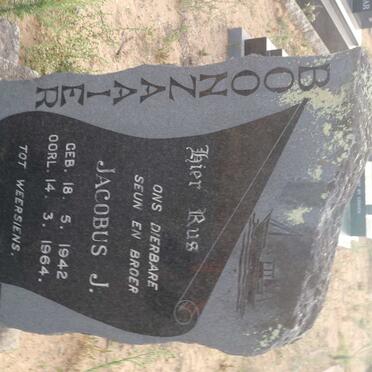 BOONZAAIER
Hier Rus
ONS DIERBARE
SEUN EN BROER
JACOBUS J.
GEB. 18. 5. 1942
OORL. 14. 3. 1964.
TOT WEERSIENS.